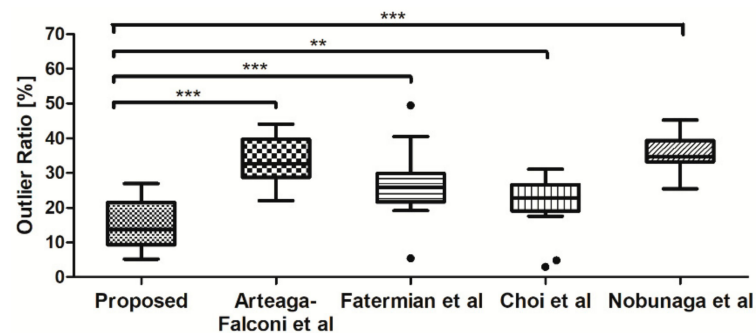 ***
70
**
60
***
50
***
40
30
20
10
0
Outlier Ratio [%]
Proposed
Arteaga-
Falconi et al
Fatermian et al
Choi et al
Nobunaga et al